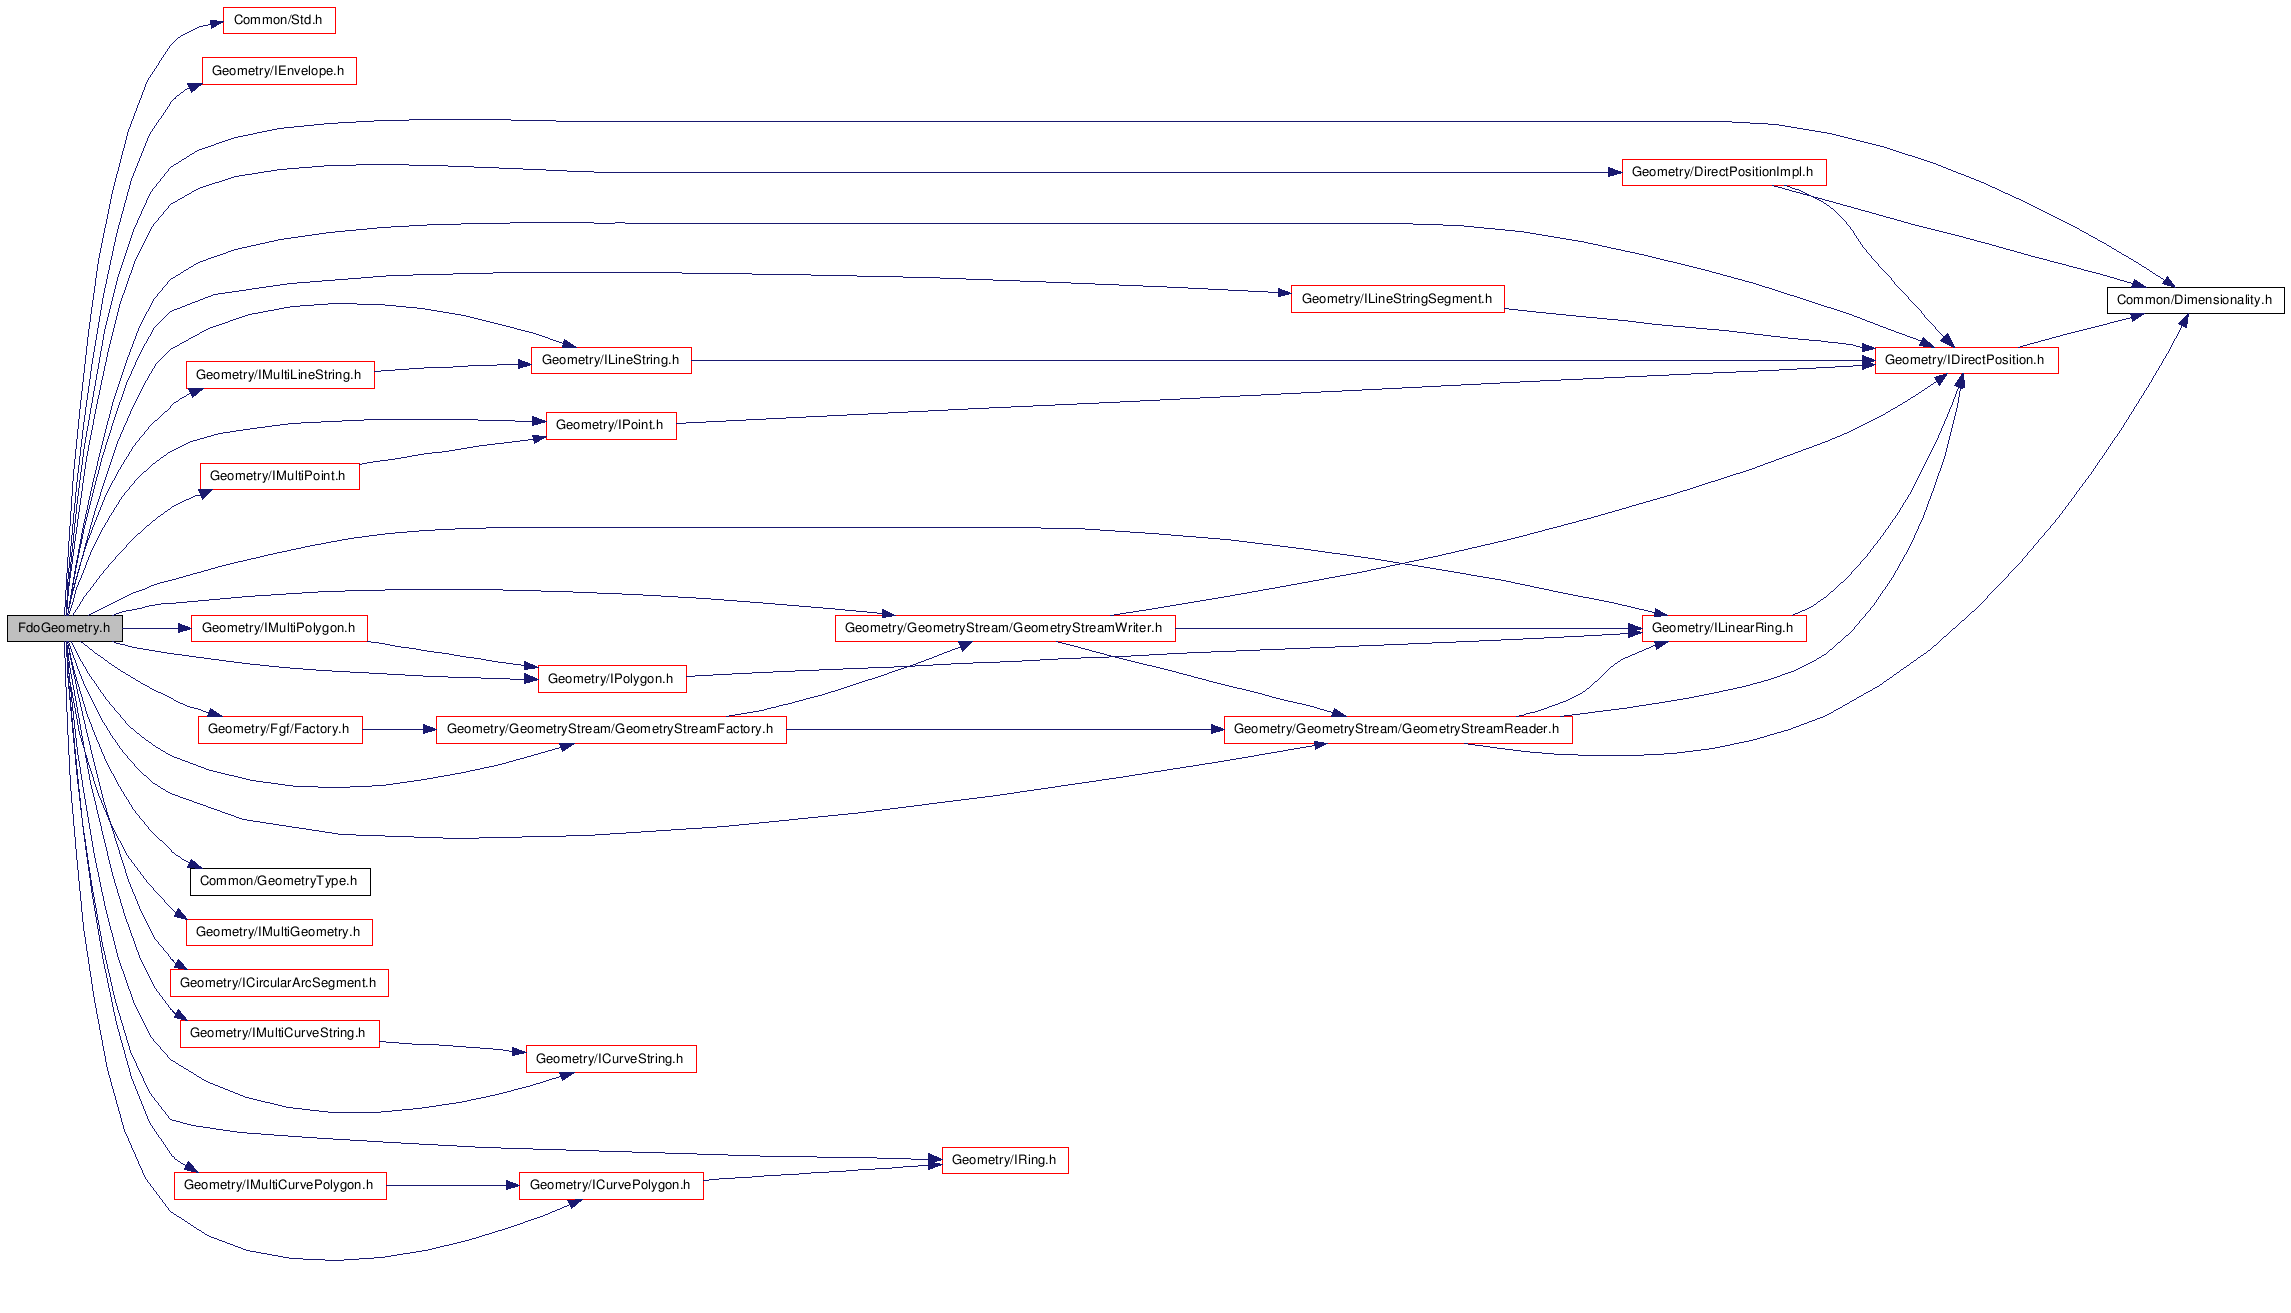 Common/Std.h
Geometry/IEnvelope.h
Geometry/DirectPositionImpl.h
Geometry/ILineStringSegment.h
Common/Dimensionality.h
Geometry/ILineString.h
Geometry/IDirectPosition.h
Geometry/IMultiLineString.h
Geometry/IPoint.h
Geometry/IMultiPoint.h
FdoGeometry.h
Geometry/IMultiPolygon.h
Geometry/GeometryStream/GeometryStreamWriter.h
Geometry/ILinearRing.h
Geometry/IPolygon.h
Geometry/Fgf/Factory.h
Geometry/GeometryStream/GeometryStreamFactory.h
Geometry/GeometryStream/GeometryStreamReader.h
Common/GeometryType.h
Geometry/IMultiGeometry.h
Geometry/ICircularArcSegment.h
Geometry/IMultiCurveString.h
Geometry/ICurveString.h
Geometry/IRing.h
Geometry/IMultiCurvePolygon.h
Geometry/ICurvePolygon.h